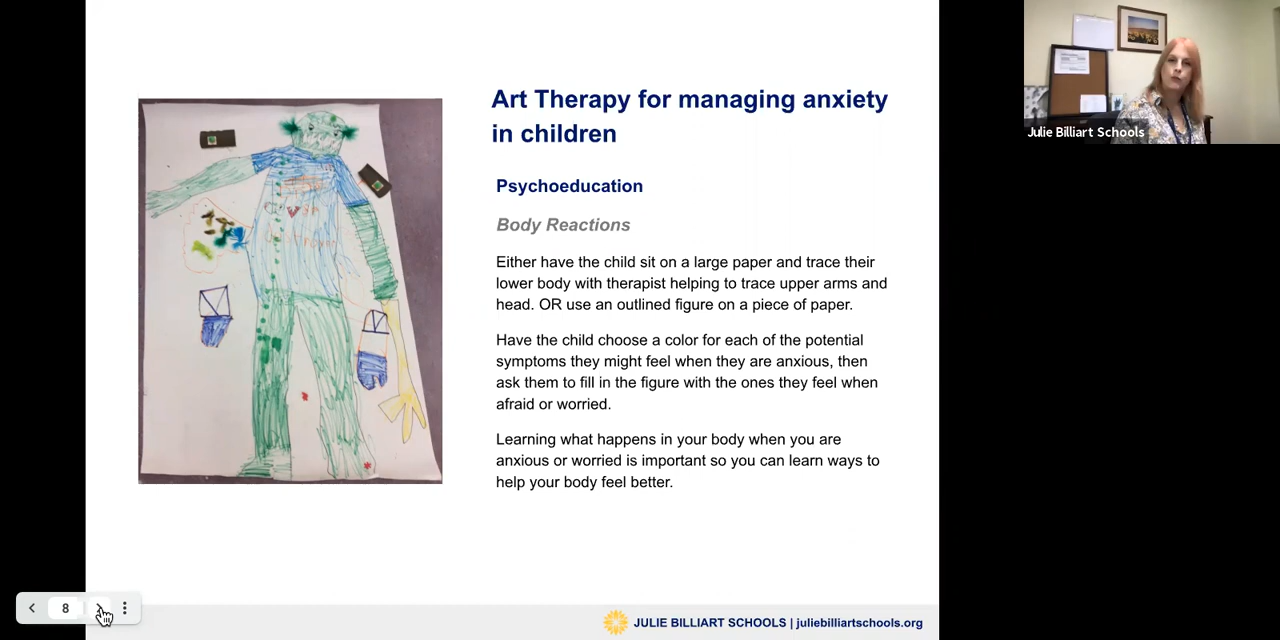 Art Therapy for managing anxiety
in children
Psychoeducation
Body Reactions
Either have the child sit on a large paper and trace their
lower body with therapist helping to trace upper arms and
head. OR use an outlined figure on a piece of paper.
Have the child choose a color for each of the potential
symptoms they might feel when they are anxious, then
ask them to fill in the figure with the ones they feel when
afraid or worried.
Learning what happens in your body when you are
anxious or worried is important so you can learn ways to
help your body feel better.
Julie Billiart Schools
8
JULIE BILLIART SCHOOLS | juliebilliartschools.org